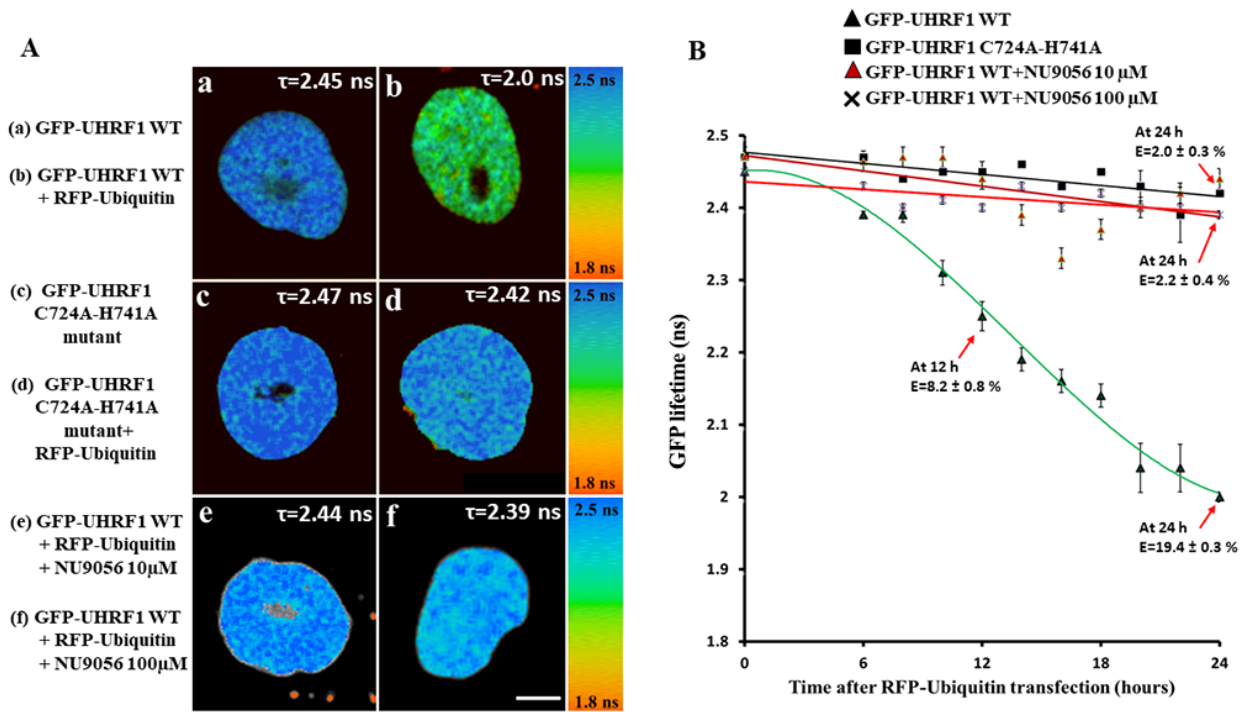 A
(a) GFP-UHRF1 WT
(b) GFP-UHRF1 WT
+ RFP-Ubiquitin
(c) GFP-UHRF1
C724A-H741A
mutant
(d) GFP-UHRF1
C724A-H741A
mutant+
RFP-Ubiquitin
(e) GFP-UHRF1 WT
+ RFP-Ubiquitin
+ NU9056 10µM
(f) GFP-UHRF1 WT
+ RFP-Ubiquitin
+ NU9056 100µM
a
τ=2.45 ns
b
τ=2.0 ns
2.5 ns
1.8 ns
c
τ=2.47 ns
d
τ=2.42 ns
2.5 ns
1.8 ns
e
τ=2.44 ns
f
τ=2.39 ns
2.5 ns
1.8 ns
B
GFP-UHRF1 WT
GFP-UHRF1 C724A-H741A
GFP-UHRF1 WT+NU9056 10 µM
GFP-UHRF1 WT+NU9056 100 µM
GFP lifetime (ns)
2.5
2.4
2.3
2.2
2.1
2
1.9
1.8
At 24 h
E=2.0 ± 0.3 %
At 24 h
E=2.2 ± 0.4 %
At 12 h
E=8.2 ± 0.8 %
At 24 h
E=19.4 ± 0.3 %
0
6
12
18
24
Time after RFP-Ubiquitin transfection (hours)